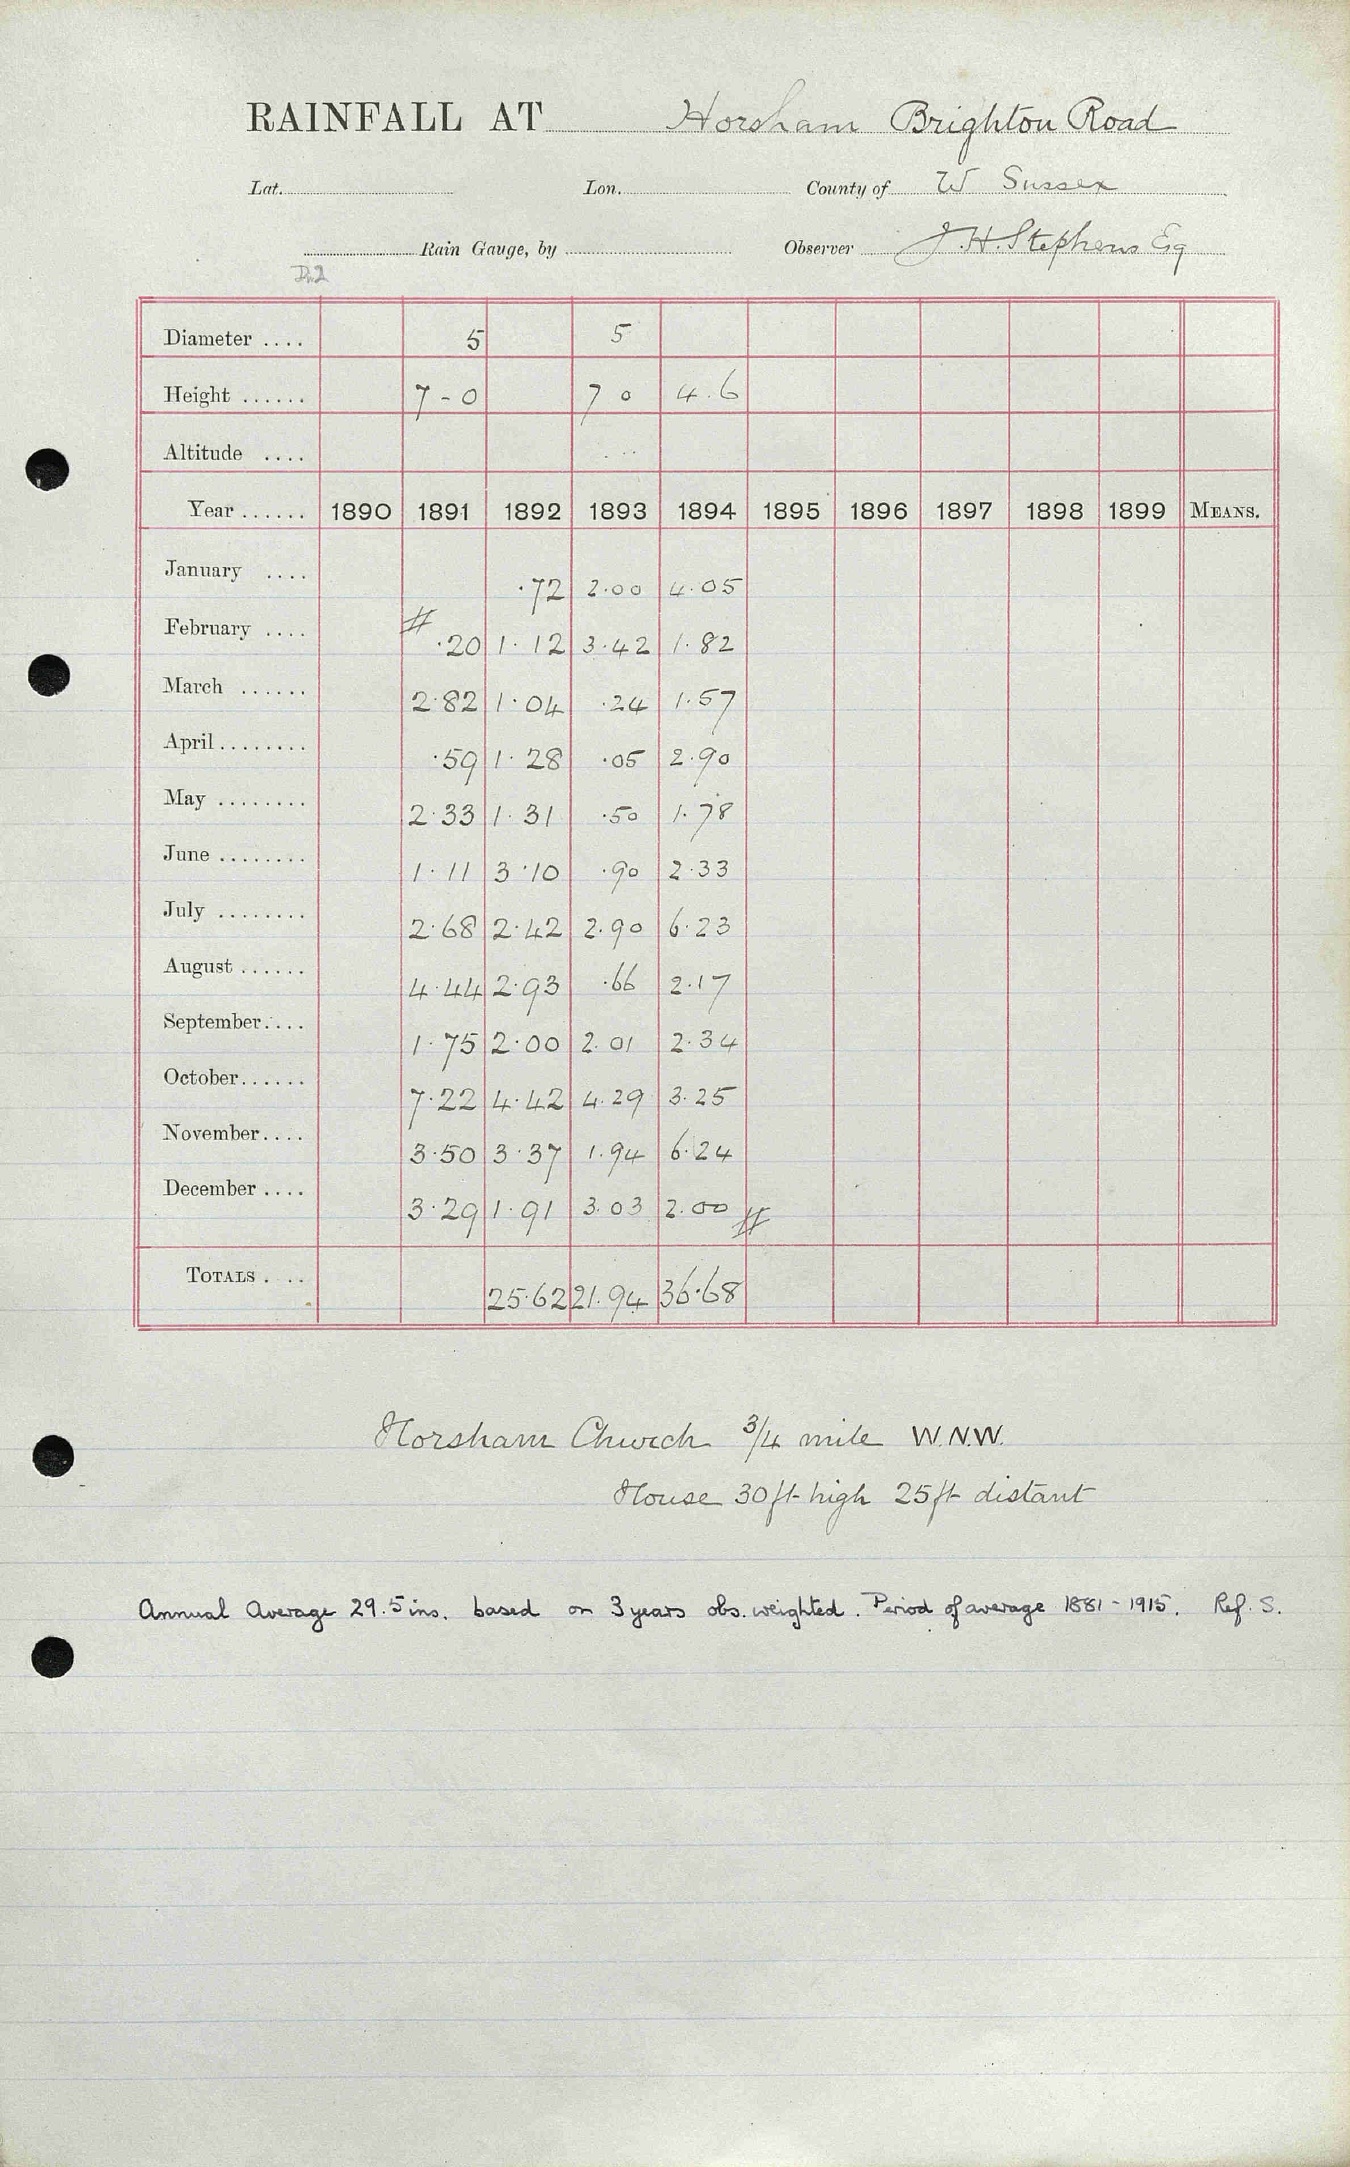 RAINFALL AT Horsham Brighton Road
Lat. Lon. County of W Sussex
Rain Gauge, by Observer J. H. Stephens Esq
Diameter .... 5 5
Height ...... 7-0 7 0 4.6
Altitude ....
Year ...... 1890 1891 1892 1893 1894 1895 1896 1897 1898 1899 MEANS.
January .... ·72 2·00 4·05
February .... # ·20 1·12 3·42 1·82
March ...... 2·82 1·04 ·24 1·57
April ........ ·59 1·28 ·05 2·90
May ........ 2·33 1·31 ·50 1·78
June ........ 1·11 3·10 ·90 2·33
July ........ 2·68 2·42 2·90 6·23
August ...... 4·44 2·93 ·66 2·17
September.... 1·75 2·00 2·01 2·34
October...... 7·22 4·42 4·29 3·25
November.... 3·50 3·37 1·94 6·24
December .... 3·29 1·91 3·03 2·00 #
TOTALS . .. 25·62 21·94 36·68
Horsham Church 3/4 mile W.N.W.
House 30ft high 25ft distant
Annual Average 29.5 ins. based on 3 years obs. weighted. Period of average 1881-1915. Ref. S.